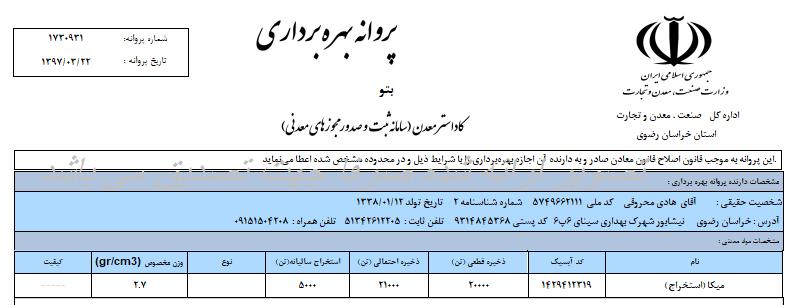 جمهوری اسلامی ایران
وزارت صنعت، معدن و تجارت
اداره کل صنعت، معدن و تجارت
استان خراسان رضوی
پروانه بهره برداری
بتو
کاداستر معدن (سامانه ثبت و صدور مجوزهای معدنی)
شماره پروانه: ۱۷۳۰۹۳۱
تاریخ پروانه : ۱۳۹۷/۰۳/۲۲
این پروانه به موجب قانون اصلاح قانون معادن صادر و به دارنده آن اجازه بهره‌برداری را با شرایط ذیل و در محدوده مشخص شده اعطا می‌نماید.
مشخصات دارنده پروانه بهره برداری :
شخصیت حقیقی : آقای هادی محروقی کد ملی ۵۷۴۹۶۶۲۱۱۱ شماره شناسنامه ۲ تاریخ تولد ۱۳۳۸/۰۱/۱۲
آدرس : خراسان رضوی نیشابور شهرک بهداری سینای ۶پ۶ کد پستی ۹۳۱۴۸۴۵۳۶۸ تلفن ثابت : ۵۱۳۴۲۶۱۲۲۰۵ تلفن همراه : ۰۹۱۵۱۵۰۴۲۰۸
مشخصات مواد معدنی :
نام کد آیسیک ذخیره قطعی (تن) ذخیره احتمالی (تن) استخراج سالیانه(تن) نوع وزن مخصوص (gr/cm3) کیفیت
میکا (استخراج) ۱۴۲۹۴۱۲۳۱۹ ۲۰۰۰۰ ۲۱۰۰۰ ۵۰۰۰ ۲.۷ -----